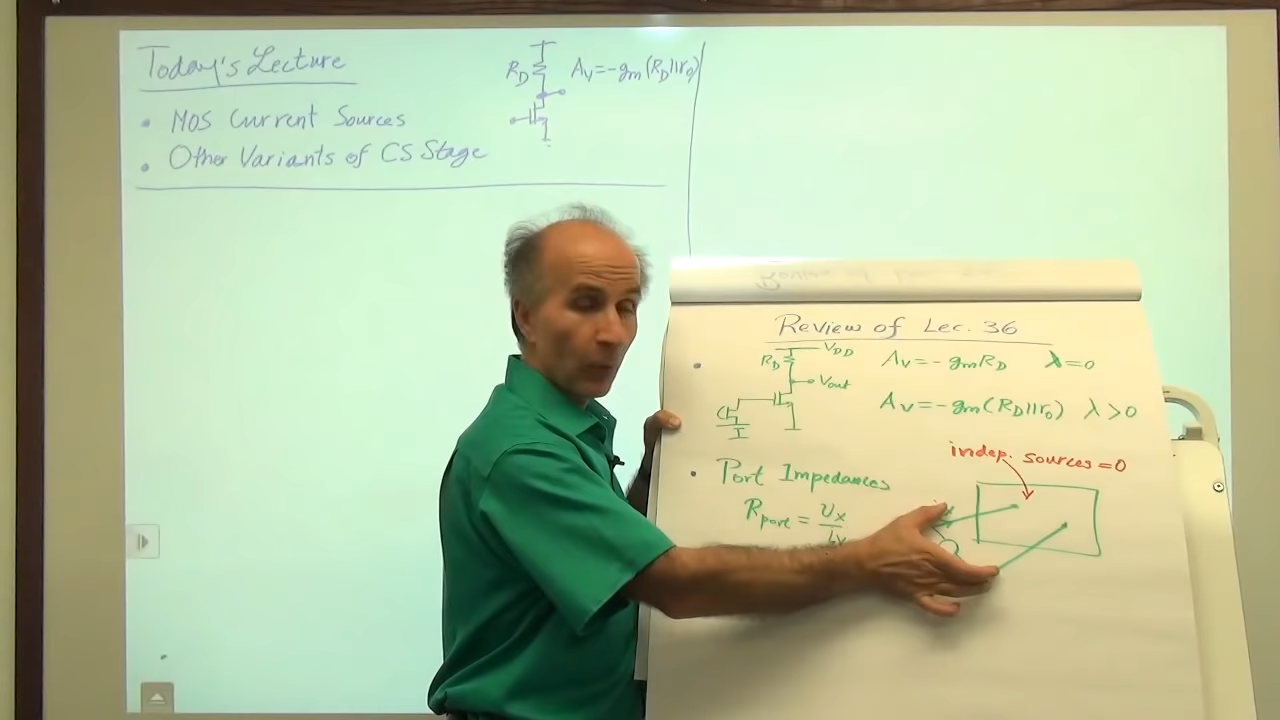 Today's Lecture
• MOS Current Sources
• Other Variants of CS Stage
R_D
A_v=-g_m(R_D||r_o)
Review of Lec. 36
V_DD
R_D
V_out
A_v=-g_m R_D λ=0
A_v=-g_m(R_D||r_o) λ>0
• Port Impedances
indep. sources=0
R_port = v_x/i_x